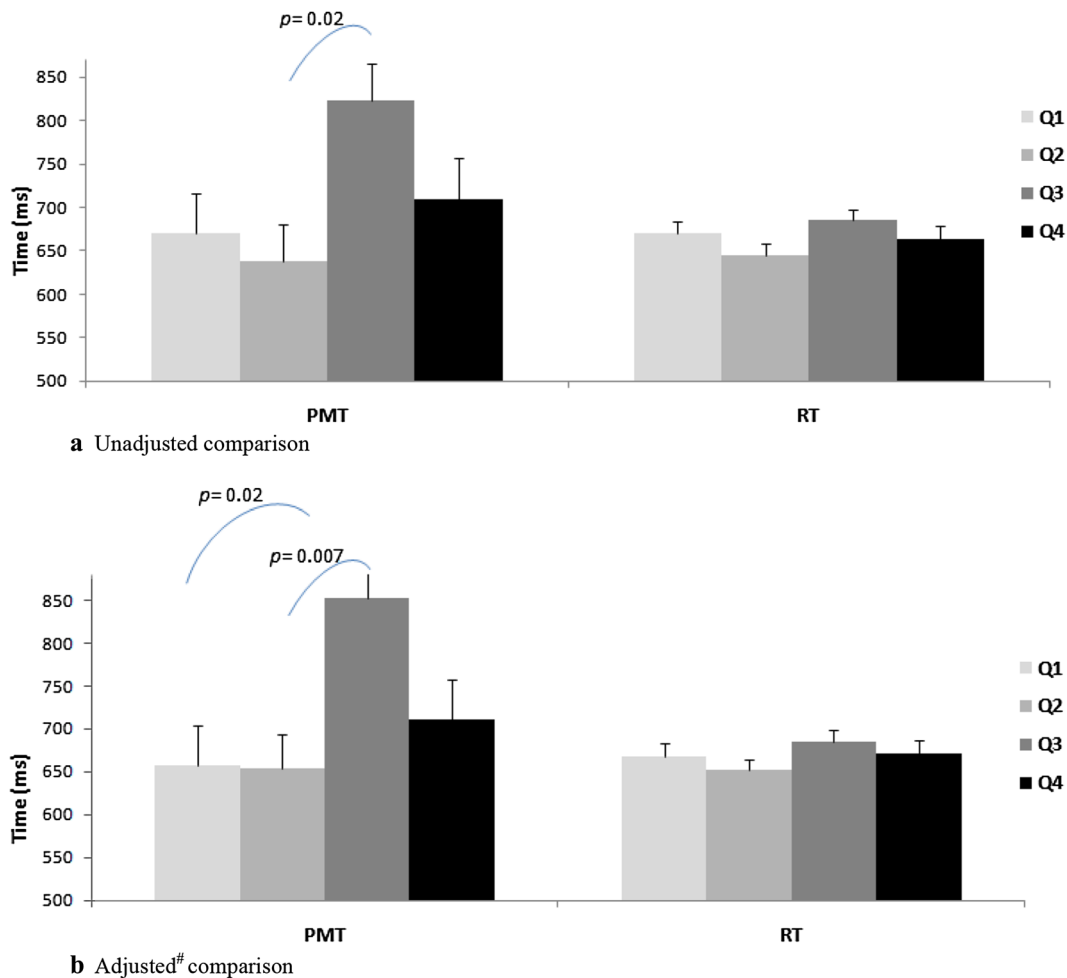 p= 0.02
850
800
750
700
650
600
550
500
Time (ms)
PMT
RT
Q1
Q2
Q3
Q4
a Unadjusted comparison
p= 0.02
p= 0.007
850
800
750
700
650
600
550
500
Time (ms)
PMT
RT
Q1
Q2
Q3
Q4
b Adjusted# comparison